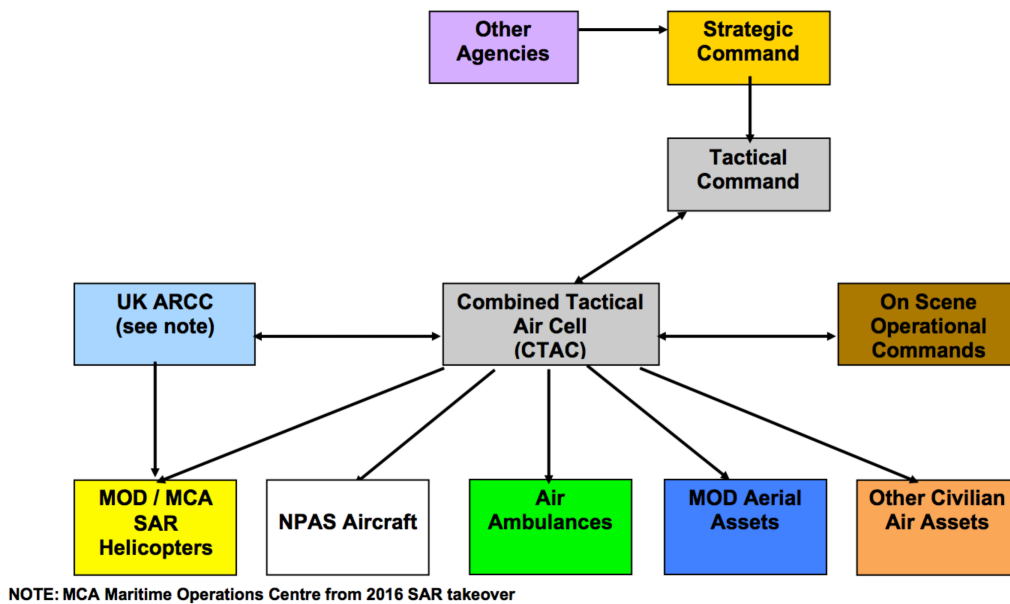 Other
Agencies
Strategic
Command
Tactical
Command
UK ARCC
(see note)
Combined Tactical
Air Cell
(CTAC)
On Scene
Operational
Commands
MOD / MCA
SAR
Helicopters
NPAS Aircraft
Air
Ambulances
MOD Aerial
Assets
Other Civilian
Air Assets
NOTE: MCA Maritime Operations Centre from 2016 SAR takeover